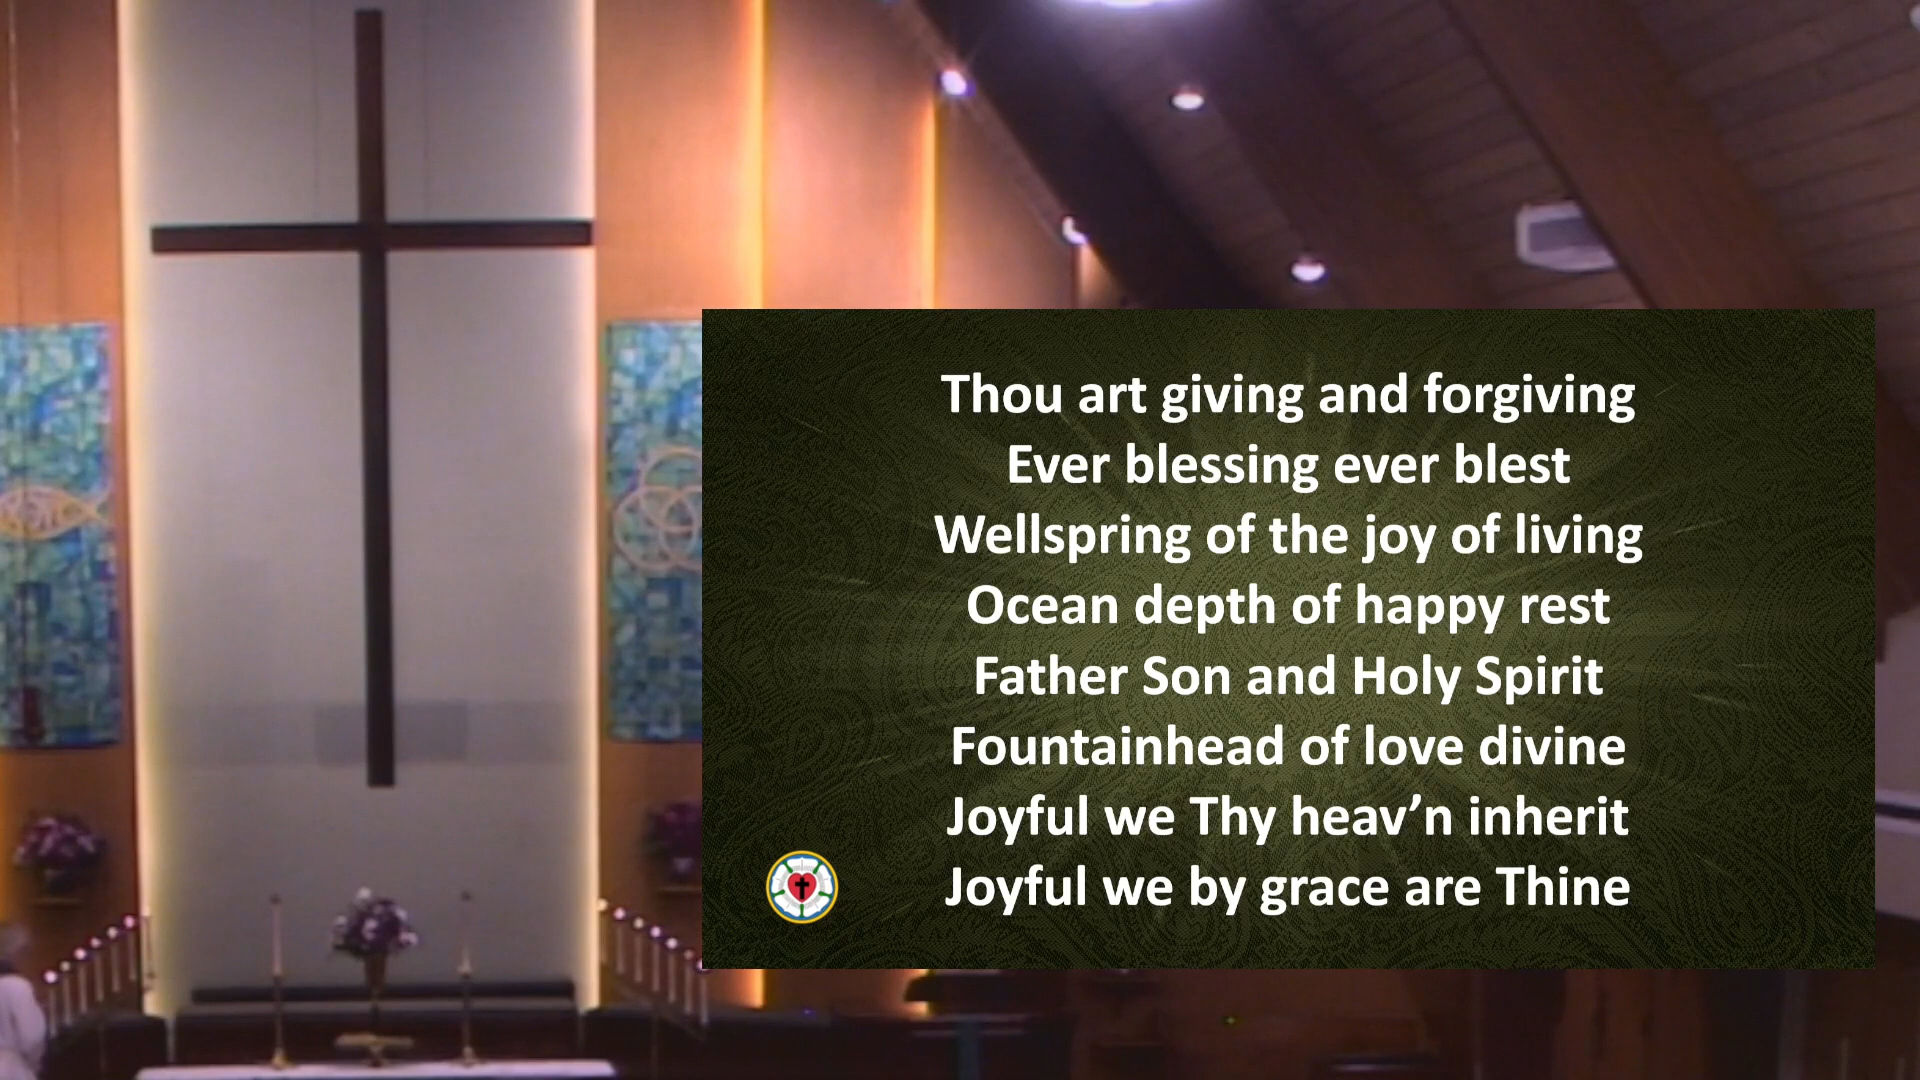 Thou art giving and forgiving
Ever blessing ever blest
Wellspring of the joy of living
Ocean depth of happy rest
Father Son and Holy Spirit
Fountainhead of love divine
Joyful we Thy heav’n inherit
Joyful we by grace are Thine